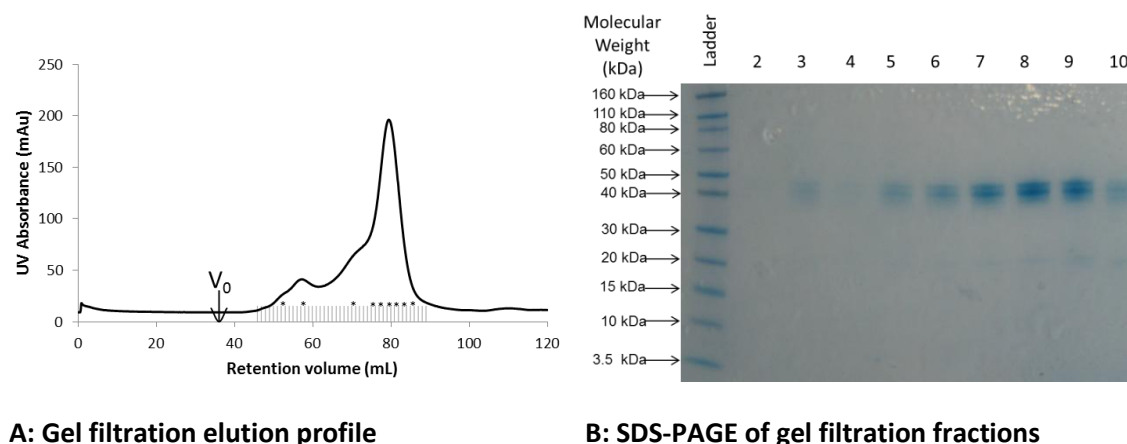 250
200
150
100
50
0
UV Absorbance (mAu)
V0
* * * * * * * *
0 20 40 60 80 100 120
Retention volume (mL)
A: Gel filtration elution profile
Molecular
Weight
(kDa)
Ladder
2 3 4 5 6 7 8 9 10
160 kDa
110 kDa
80 kDa
60 kDa
50 kDa
40 kDa
30 kDa
20 kDa
15 kDa
10 kDa
3.5 kDa
B: SDS-PAGE of gel filtration fractions